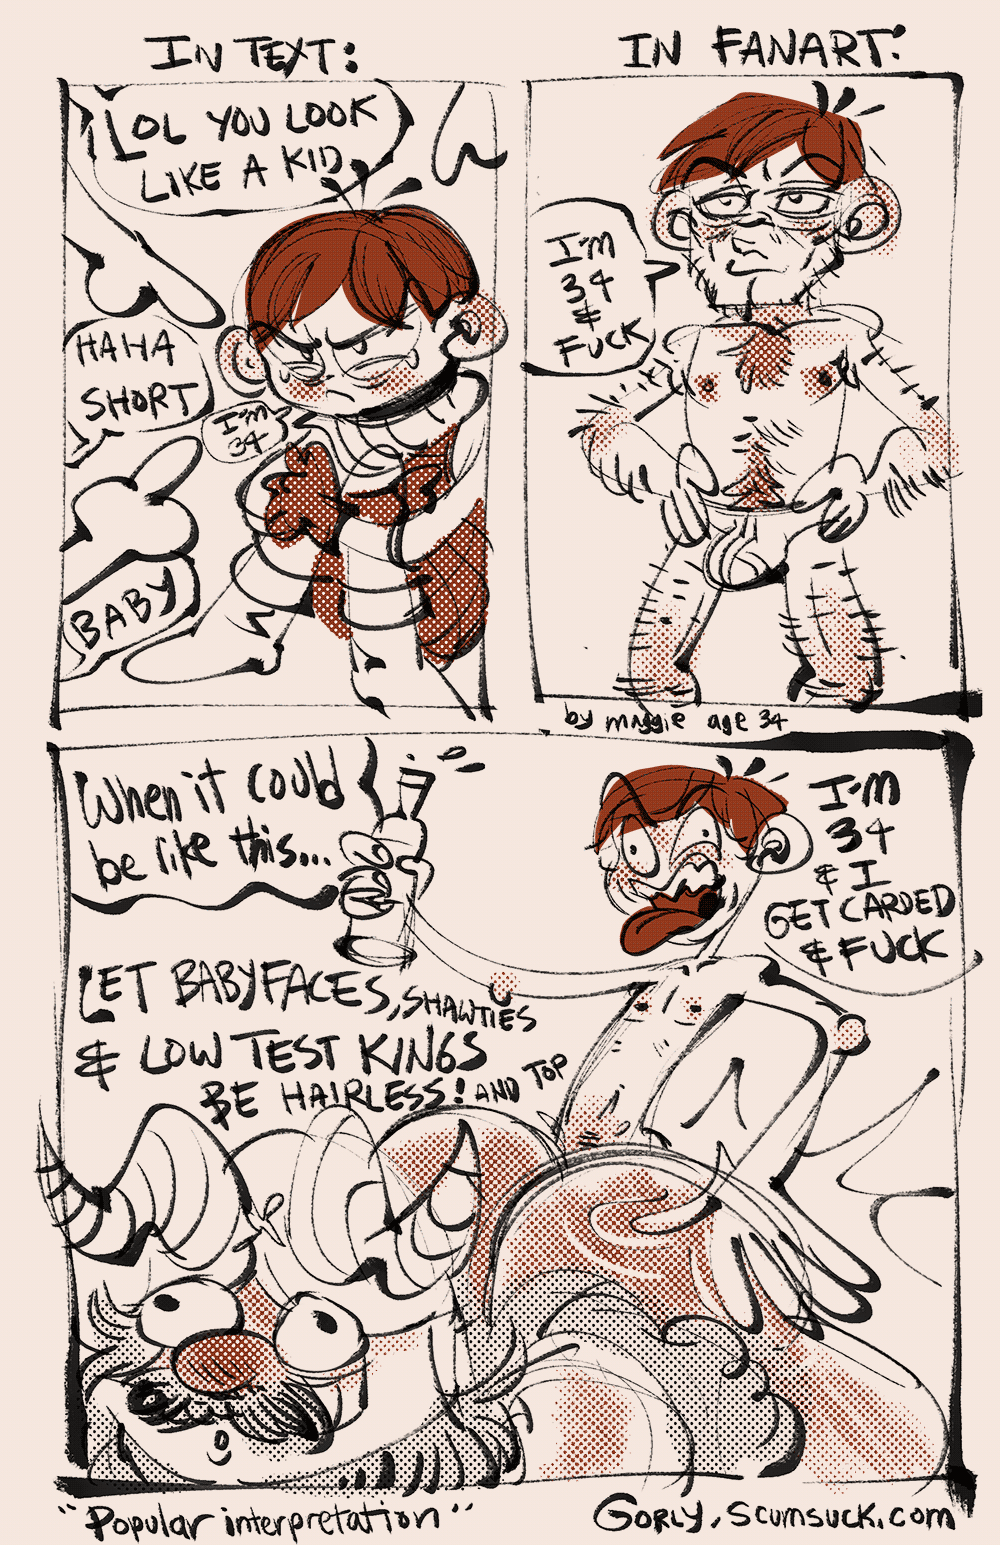 IN TEXT:
LOL YOU LOOK
LIKE A KID
HAHA
SHORT
I'm
34
BABY
IN FANART:
I'm
34
&
FUCK
by maggie age 34
When it could
be like this...
I'm
34
& I
GET CARDED
& FUCK
LET BABYFACES, SHAWTIES
& LOW TEST KINGS
BE HAIRLESS! AND TOP
"Popular interpretation"
GORLY.SCUMSUCK.COM